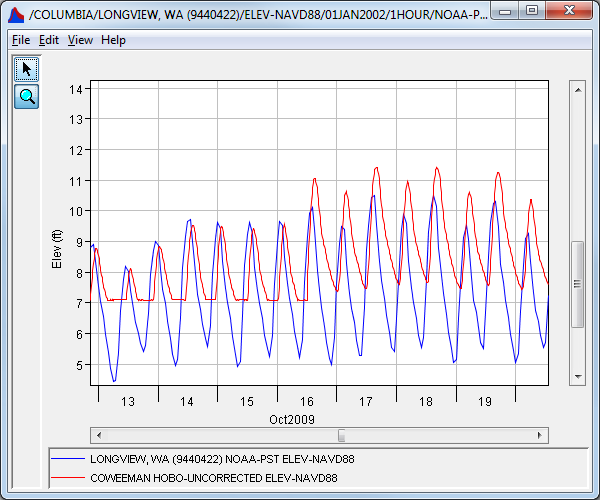 /COLUMBIA/LONGVIEW, WA (9440422)/ELEV-NAVD88/01JAN2002/1HOUR/NOAA-P...
File Edit View Help
14
13
12
11
10
9
8
7
6
5
Elev (ft)
13 14 15 16 17 18 19
Oct2009
LONGVIEW, WA (9440422) NOAA-PST ELEV-NAVD88
COWEEMAN HOBO-UNCORRECTED ELEV-NAVD88